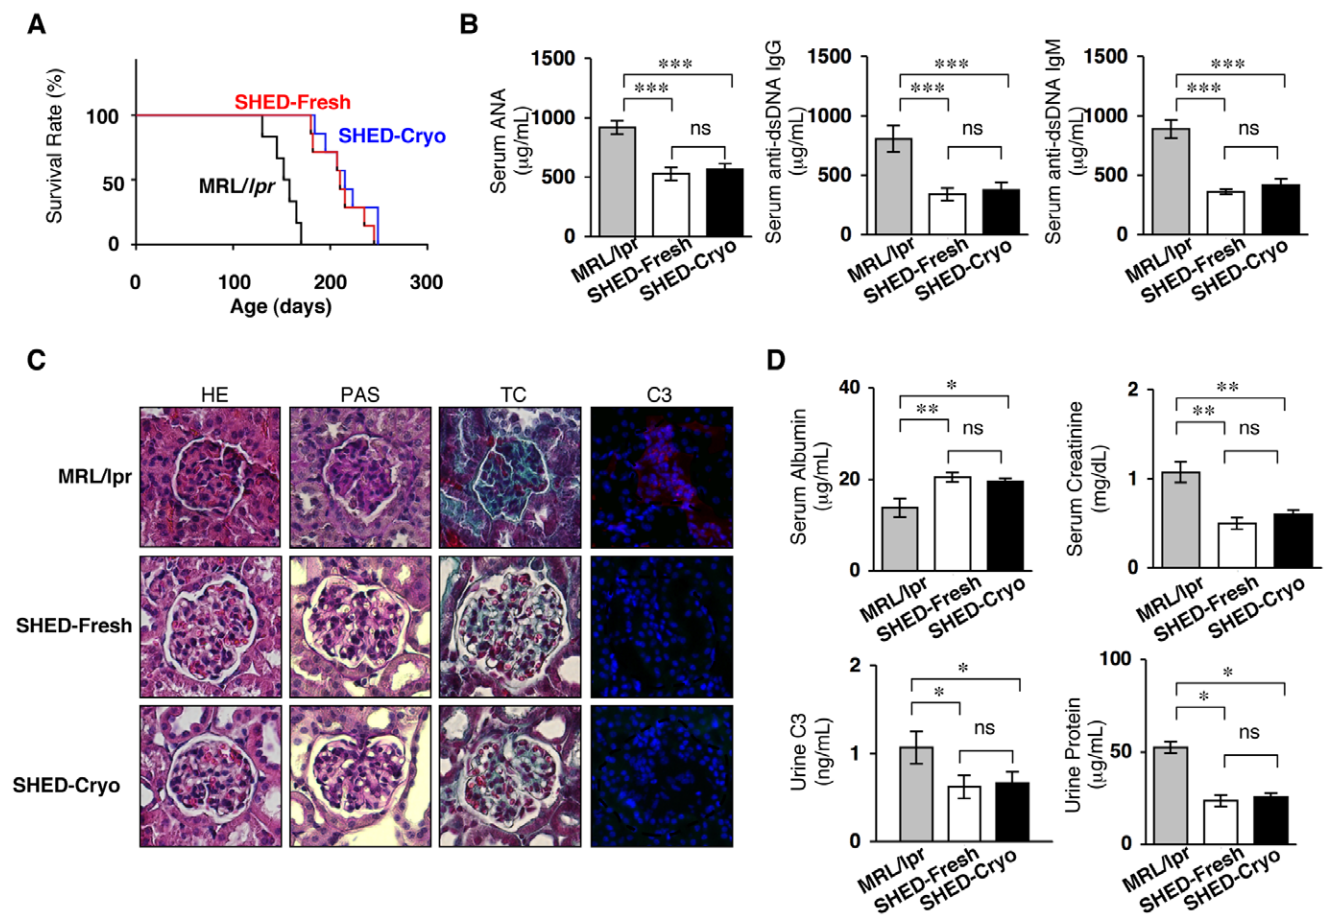 A
Survival Rate (%)
100
50
0
SHED-Fresh
SHED-Cryo
MRL/lpr
0 100 200 300
Age (days)
B
Serum ANA
(μg/mL)
1500
1000
500
0
***
***
ns
MRL/lpr
SHED-Fresh
SHED-Cryo
Serum anti-dsDNA IgG
(μg/mL)
1500
1000
500
0
***
***
ns
MRL/lpr
SHED-Fresh
SHED-Cryo
Serum anti-dsDNA IgM
(μg/mL)
1500
1000
500
0
***
***
ns
MRL/lpr
SHED-Fresh
SHED-Cryo
C
HE PAS TC C3
MRL/lpr
SHED-Fresh
SHED-Cryo
D
Serum Albumin
(μg/mL)
40
20
0
*
**
ns
MRL/lpr
SHED-Fresh
SHED-Cryo
Serum Creatinine
(mg/dL)
2
1
0
**
**
ns
MRL/lpr
SHED-Fresh
SHED-Cryo
Urine C3
(ng/mL)
2
1
0
*
*
ns
MRL/lpr
SHED-Fresh
SHED-Cryo
Urine Protein
(μg/mL)
100
50
0
*
*
ns
MRL/lpr
SHED-Fresh
SHED-Cryo